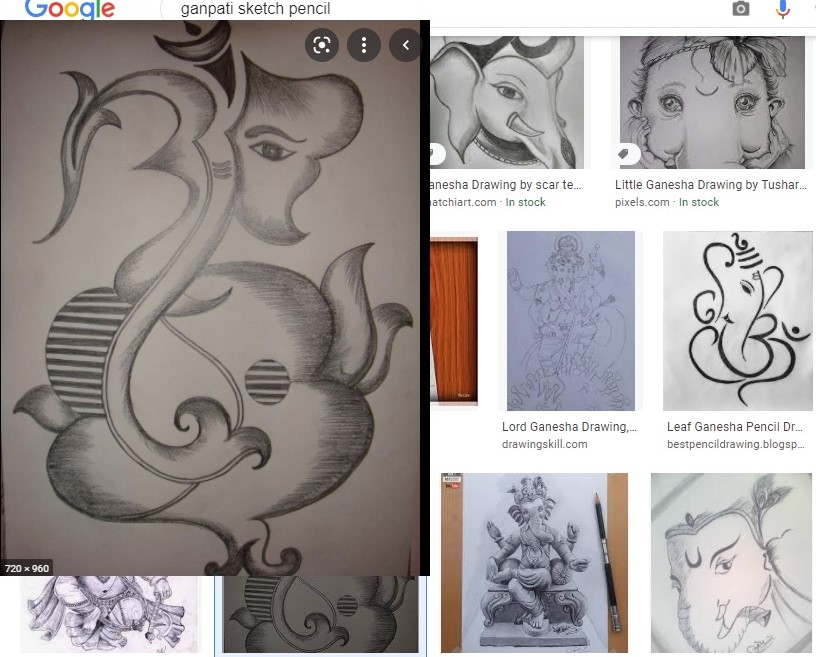 Google
ganpati sketch pencil
anesha Drawing by scar te...
natchiart.com · In stock
Little Ganesha Drawing by Tushar...
pixels.com · In stock
Lord Ganesha Drawing,...
drawingskill.com
Leaf Ganesha Pencil Dr...
bestpencildrawing.blogsp...
720 × 960